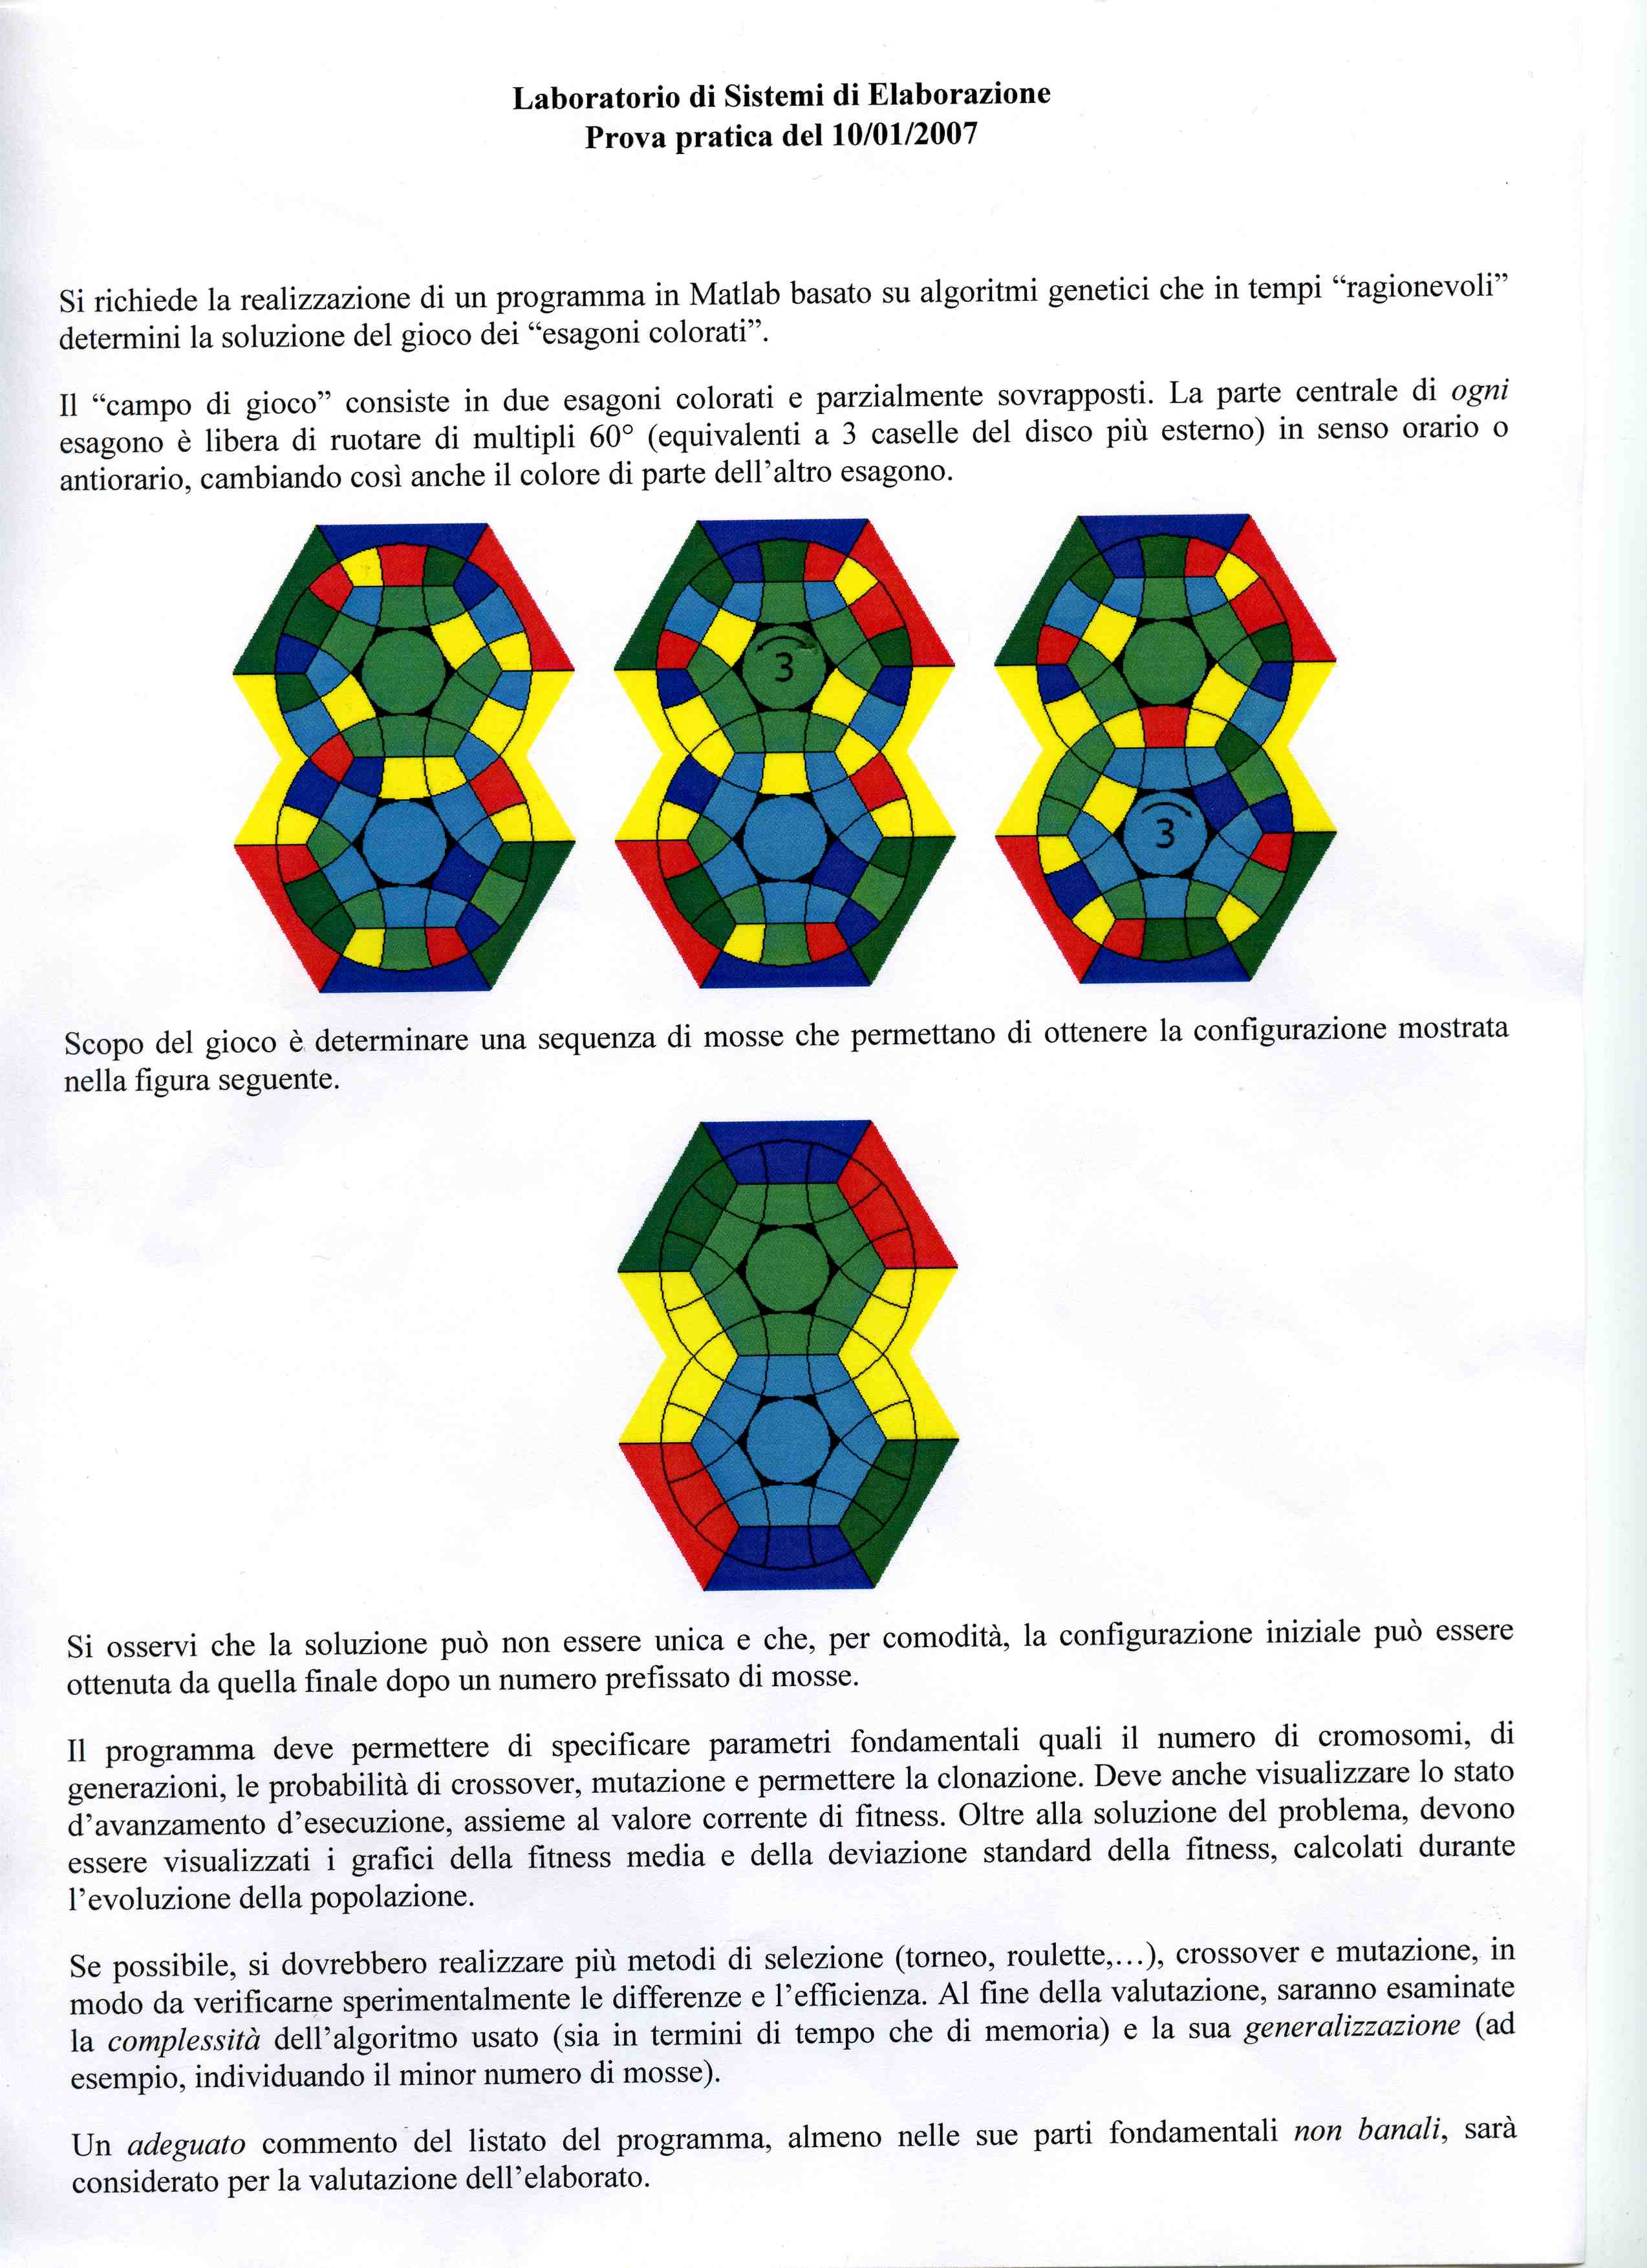 Laboratorio di Sistemi di Elaborazione
Prova pratica del 10/01/2007
Si richiede la realizzazione di un programma in Matlab basato su algoritmi genetici che in tempi “ragionevoli”
determini la soluzione del gioco dei “esagoni colorati”.
Il “campo di gioco” consiste in due esagoni colorati e parzialmente sovrapposti. La parte centrale di ogni
esagono è libera di ruotare di multipli 60° (equivalenti a 3 caselle del disco più esterno) in senso orario o
antiorario, cambiando così anche il colore di parte dell’altro esagono.
3
3
Scopo del gioco è determinare una sequenza di mosse che permettano di ottenere la configurazione mostrata
nella figura seguente.
Si osservi che la soluzione può non essere unica e che, per comodità, la configurazione iniziale può essere
ottenuta da quella finale dopo un numero prefissato di mosse.
Il programma deve permettere di specificare parametri fondamentali quali il numero di cromosomi, di
generazioni, le probabilità di crossover, mutazione e permettere la clonazione. Deve anche visualizzare lo stato
d’avanzamento d’esecuzione, assieme al valore corrente di fitness. Oltre alla soluzione del problema, devono
essere visualizzati i grafici della fitness media e della deviazione standard della fitness, calcolati durante
l’evoluzione della popolazione.
Se possibile, si dovrebbero realizzare più metodi di selezione (torneo, roulette,…), crossover e mutazione, in
modo da verificarne sperimentalmente le differenze e l’efficienza. Al fine della valutazione, saranno esaminate
la complessità dell’algoritmo usato (sia in termini di tempo che di memoria) e la sua generalizzazione (ad
esempio, individuando il minor numero di mosse).
Un adeguato commento del listato del programma, almeno nelle sue parti fondamentali non banali, sarà
considerato per la valutazione dell’elaborato.